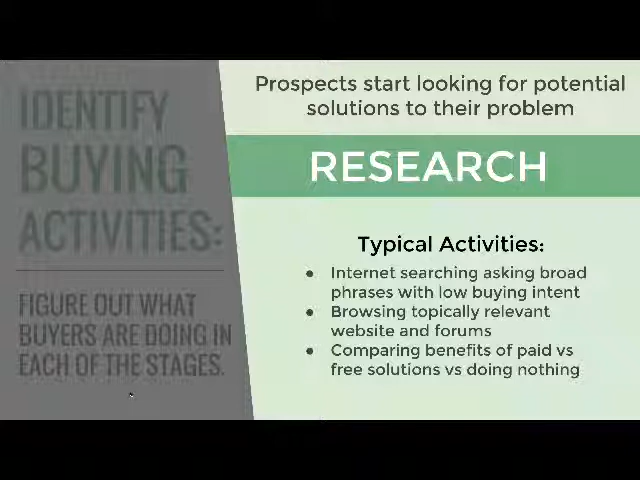 IDENTIFY
BUYING
ACTIVITIES:
FIGURE OUT WHAT
BUYERS ARE DOING IN
EACH OF THE STAGES.
Prospects start looking for potential
solutions to their problem
RESEARCH
Typical Activities:
● Internet searching asking broad
phrases with low buying intent
● Browsing topically relevant
website and forums
● Comparing benefits of paid vs
free solutions vs doing nothing